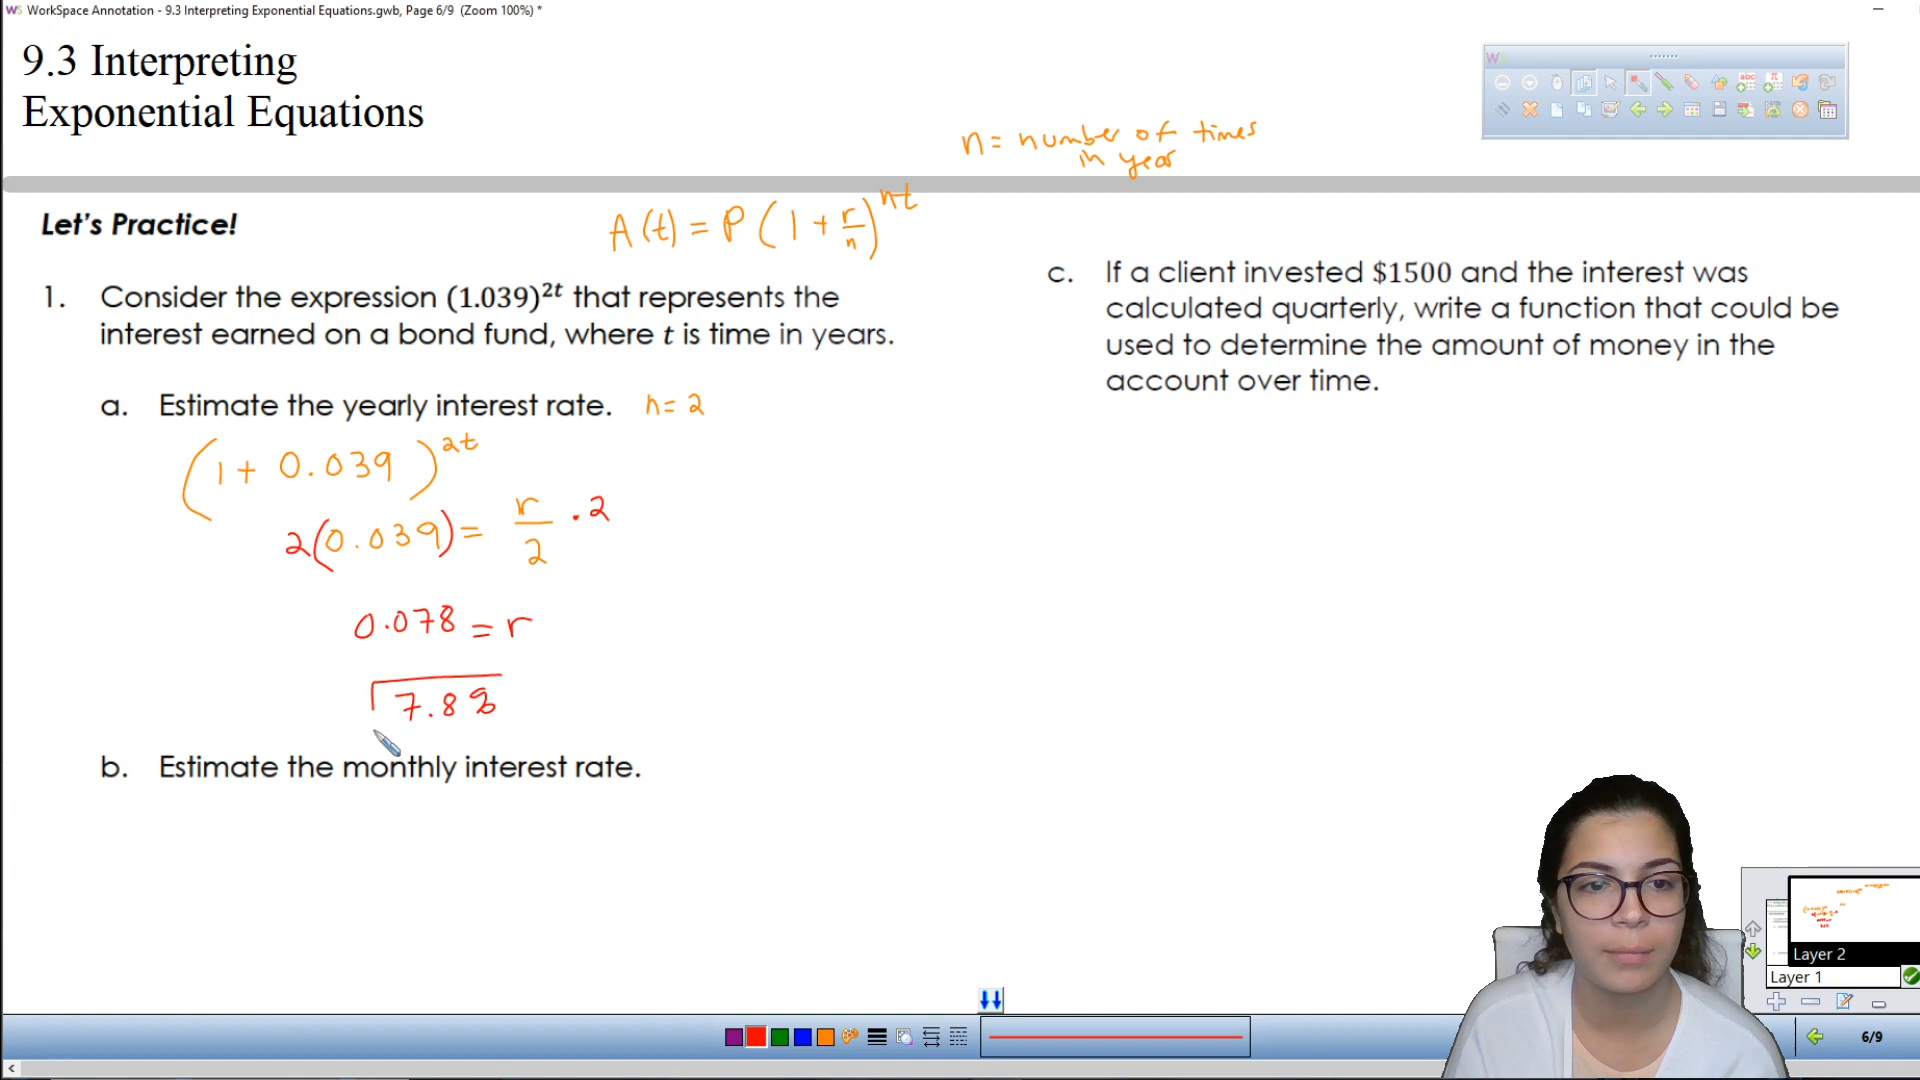 WS WorkSpace Annotation - 9.3 Interpreting Exponential Equations.gwb, Page 6/9 (Zoom 100%) *
9.3 Interpreting
Exponential Equations
WS
abc π
n = number of times
in year
Let's Practice!
A(t) = P(1 + r/n)^nt
1. Consider the expression (1.039)^2t that represents the
interest earned on a bond fund, where t is time in years.
a. Estimate the yearly interest rate. n = 2
(1 + 0.039)^2t
2(0.039) = r/2 · 2
0.078 = r
7.8%
b. Estimate the monthly interest rate.
c. If a client invested $1500 and the interest was
calculated quarterly, write a function that could be
used to determine the amount of money in the
account over time.
Layer 2
Layer 1
6/9